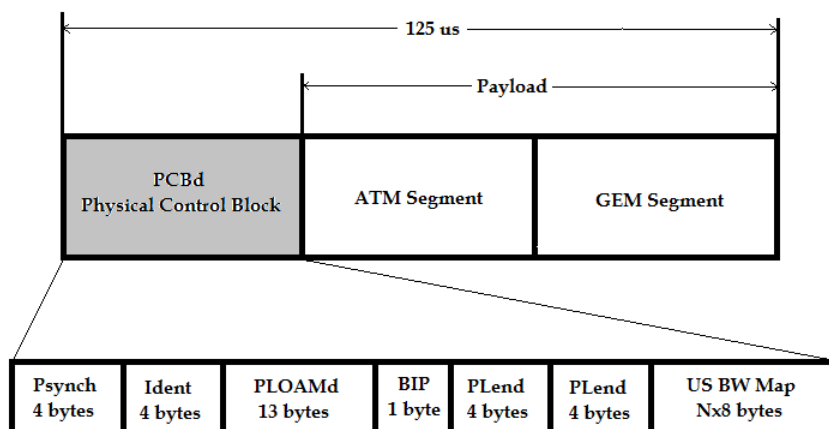 125 us
Payload
PCBd
Physical Control Block
ATM Segment
GEM Segment
Psynch
4 bytes
Ident
4 bytes
PLOAMd
13 bytes
BIP
1 byte
PLend
4 bytes
PLend
4 bytes
US BW Map
Nx8 bytes